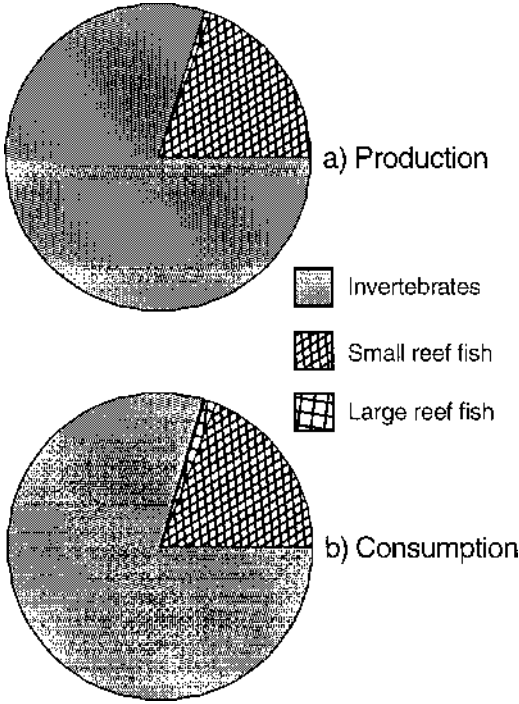 a) Production
Invertebrates
Small reef fish
Large reef fish
b) Consumption